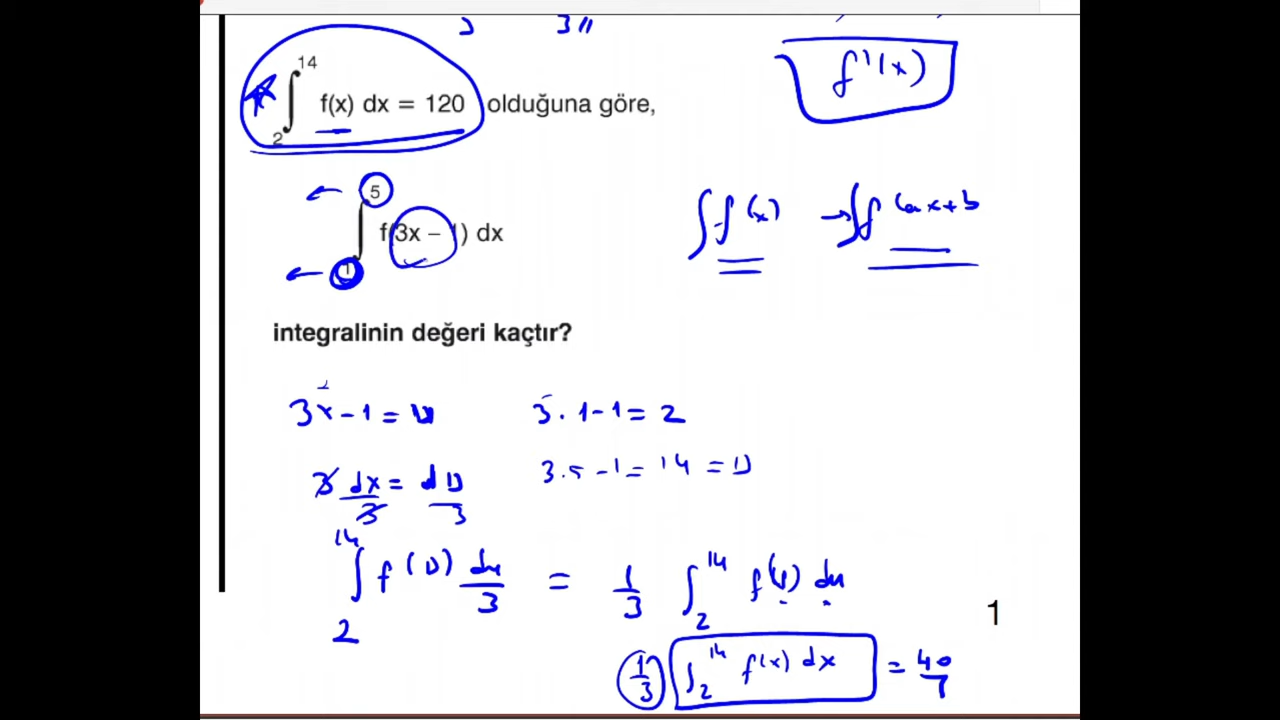 3
f'(x)
∫₂¹⁴ f(x) dx = 120 olduğuna göre,
∫₁⁵ f(3x – 1) dx
∫f(x) → ∫f(ax+b
integralinin değeri kaçtır?
3x-1=u 3.1-1=2
3.5-1=14=u
3dx/3 = du/3
∫₂¹⁴ f(u) du/3 = 1/3 ∫₂¹⁴ f(u) du
1
1/3 ∫₂¹⁴ f(x) dx = 40